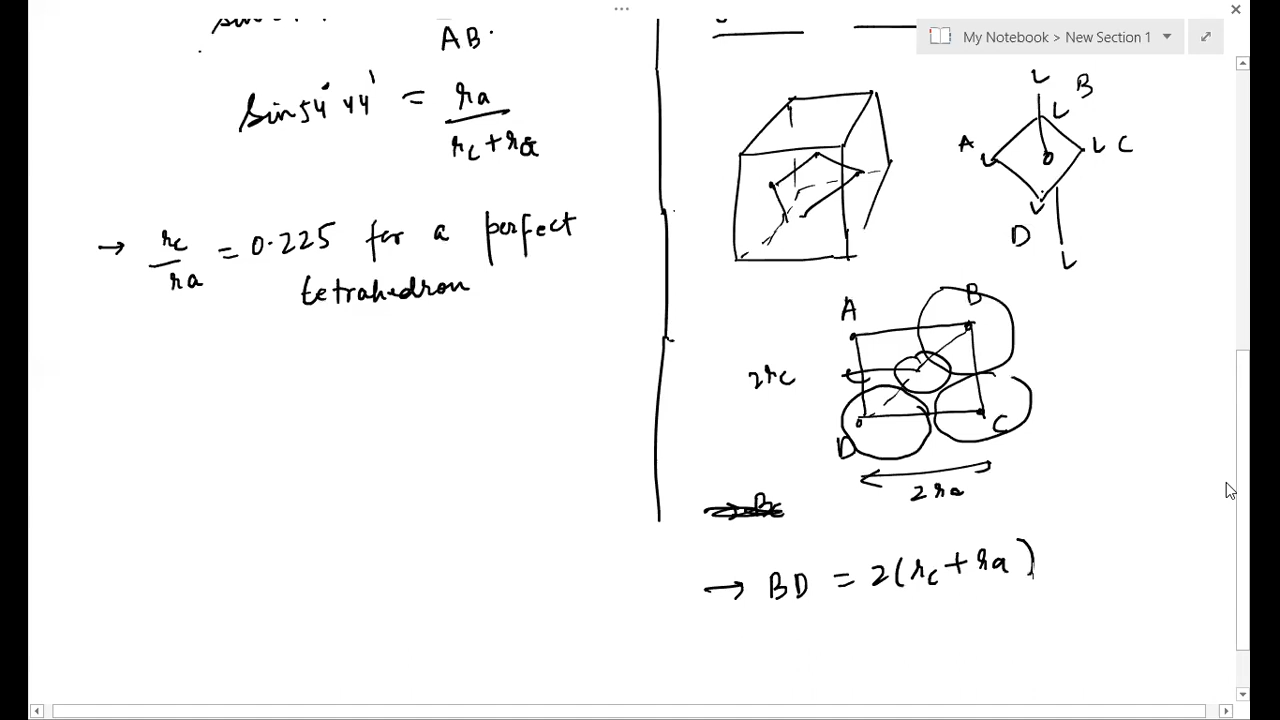 My Notebook > New Section 1
AB.
sin 54° 44' = ra
rc + ra
→ rc = 0.225 for a perfect
ra
tetrahedron
L
B
L
A
L C
L
D
L
A
B
2rc
D
C
2ra
→ BD = 2(rc + ra)